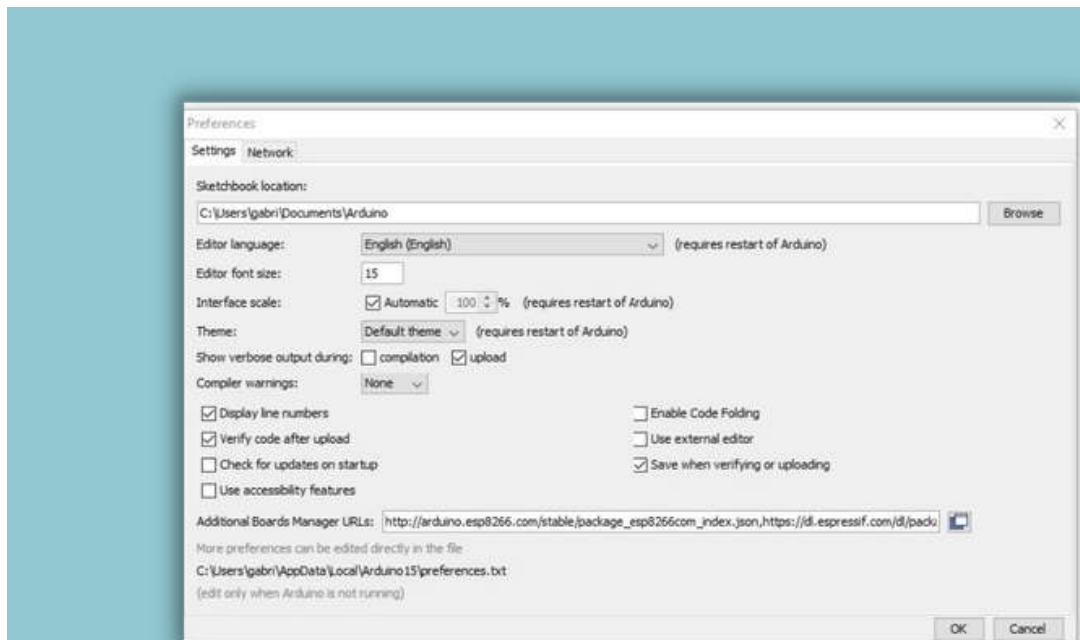 Preferences
Settings Network
Sketchbook location:
C:\Users\gabri\Documents\Arduino Browse
Editor language: English (English) (requires restart of Arduino)
Editor font size: 15
Interface scale: Automatic 100 % (requires restart of Arduino)
Theme: Default theme (requires restart of Arduino)
Show verbose output during: compilation upload
Compiler warnings: None
Display line numbers Enable Code Folding
Verify code after upload Use external editor
Check for updates on startup Save when verifying or uploading
Use accessibility features
Additional Boards Manager URLs: http://arduino.esp8266.com/stable/package_esp8266com_index.json,https://dl.espressif.com/dl/packa
More preferences can be edited directly in the file
C:\Users\gabri\AppData\Local\Arduino15\preferences.txt
(edit only when Arduino is not running)
OK Cancel